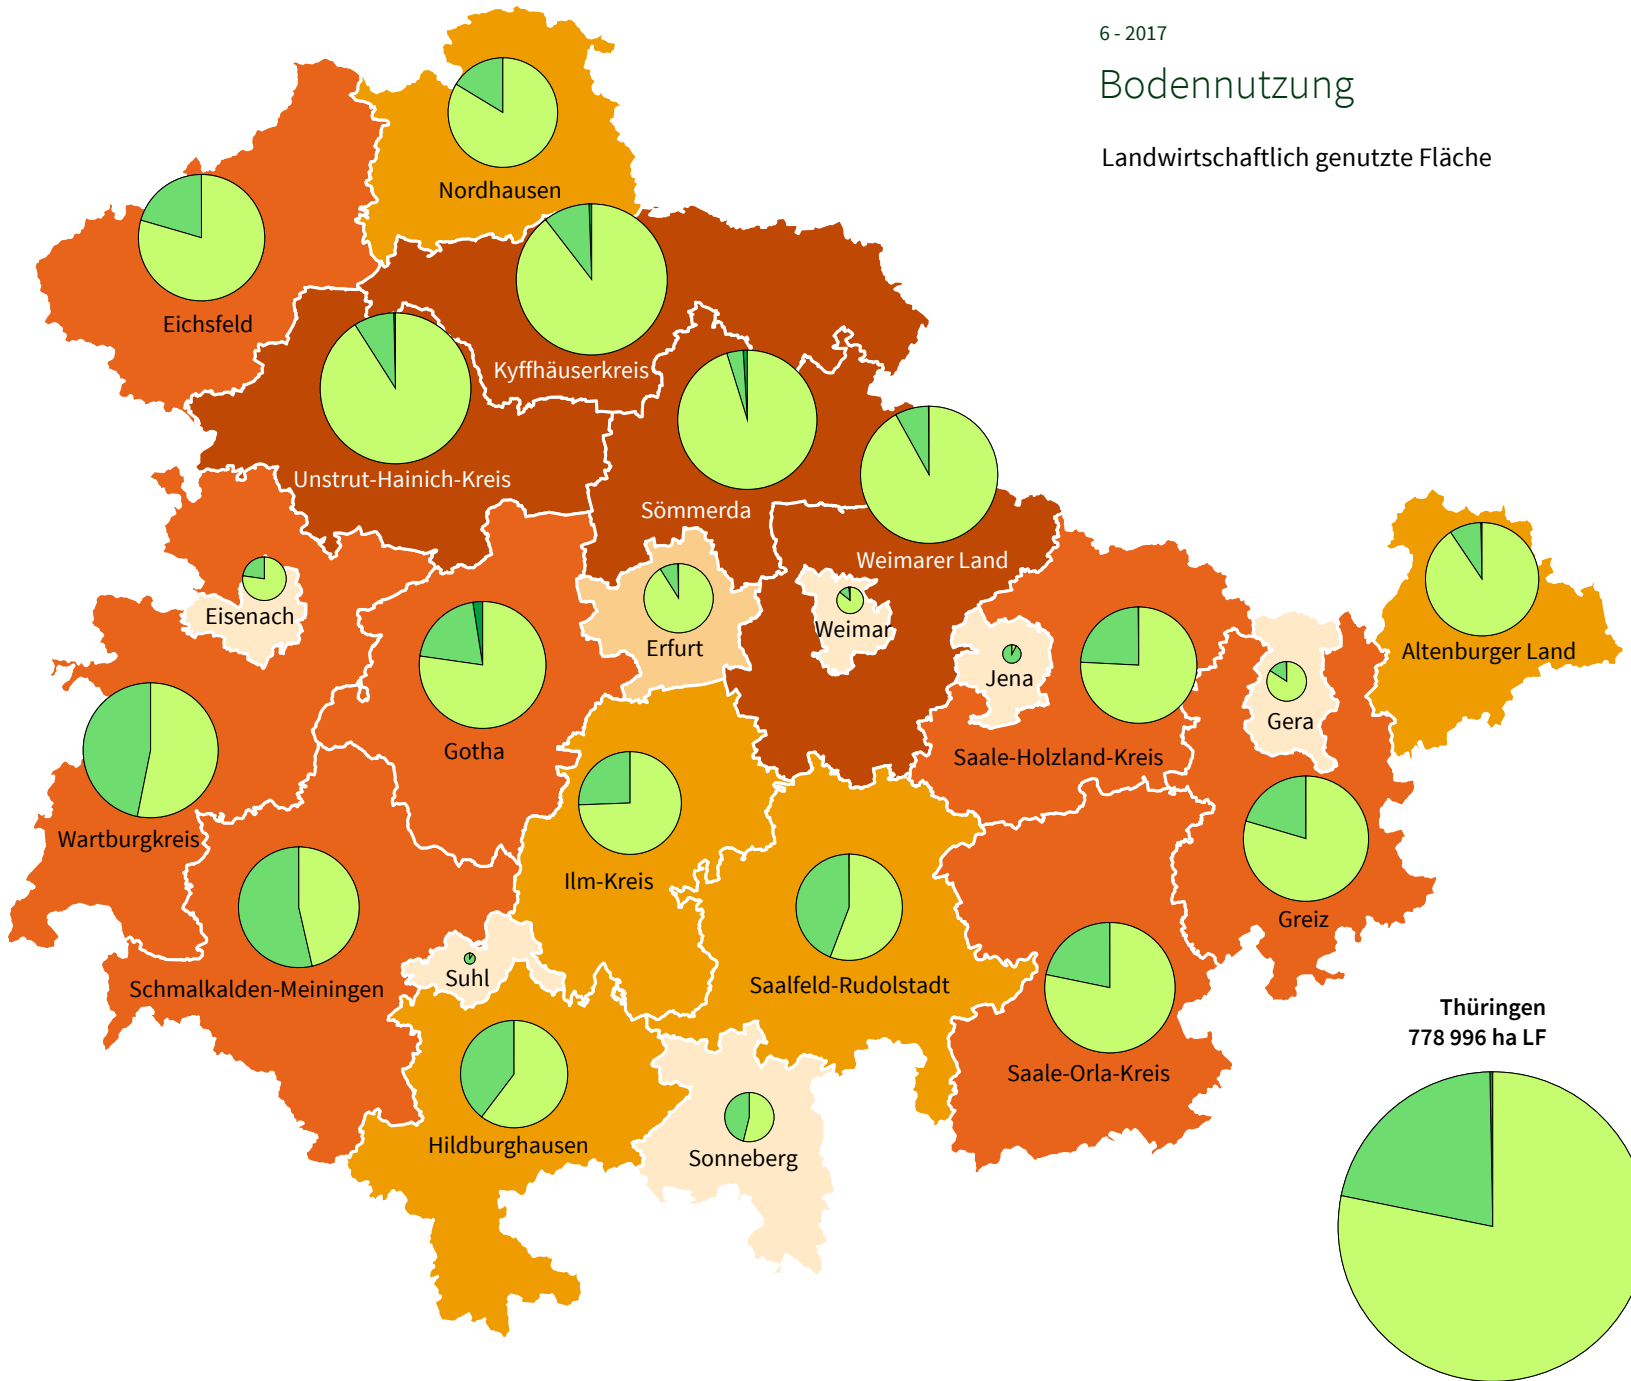 6 - 2017
Bodennutzung
Landwirtschaftlich genutzte Fläche
Nordhausen
Eichsfeld
Kyffhäuserkreis
Unstrut-Hainich-Kreis
Sömmerda
Weimarer Land
Eisenach
Erfurt
Weimar
Jena
Altenburger Land
Gera
Gotha
Saale-Holzland-Kreis
Wartburgkreis
Ilm-Kreis
Greiz
Suhl
Schmalkalden-Meiningen
Saalfeld-Rudolstadt
Thüringen
778 996 ha LF
Saale-Orla-Kreis
Hildburghausen
Sonneberg